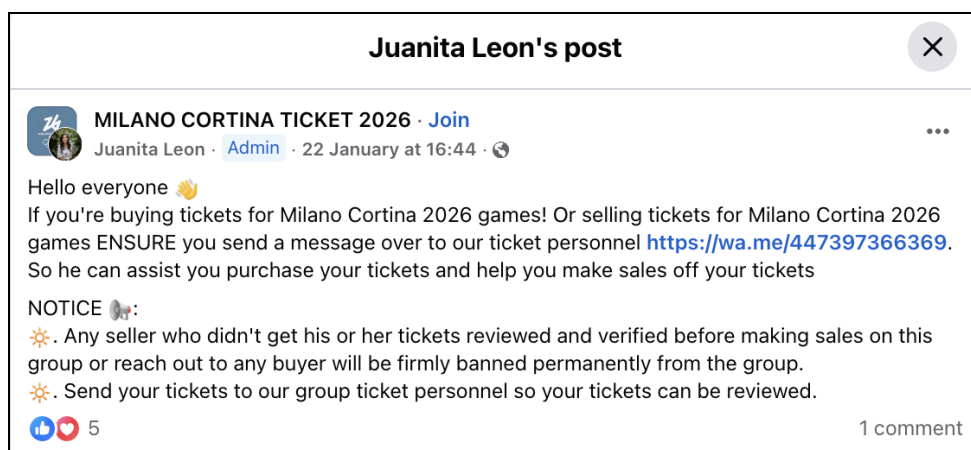 Juanita Leon's post
MILANO CORTINA TICKET 2026 · Join
Juanita Leon · Admin · 22 January at 16:44 ·
Hello everyone 👋
If you're buying tickets for Milano Cortina 2026 games! Or selling tickets for Milano Cortina 2026
games ENSURE you send a message over to our ticket personnel https://wa.me/447397366369.
So he can assist you purchase your tickets and help you make sales off your tickets
NOTICE 📢:
🔆. Any seller who didn't get his or her tickets reviewed and verified before making sales on this
group or reach out to any buyer will be firmly banned permanently from the group.
🔆. Send your tickets to our group ticket personnel so your tickets can be reviewed.
5
1 comment